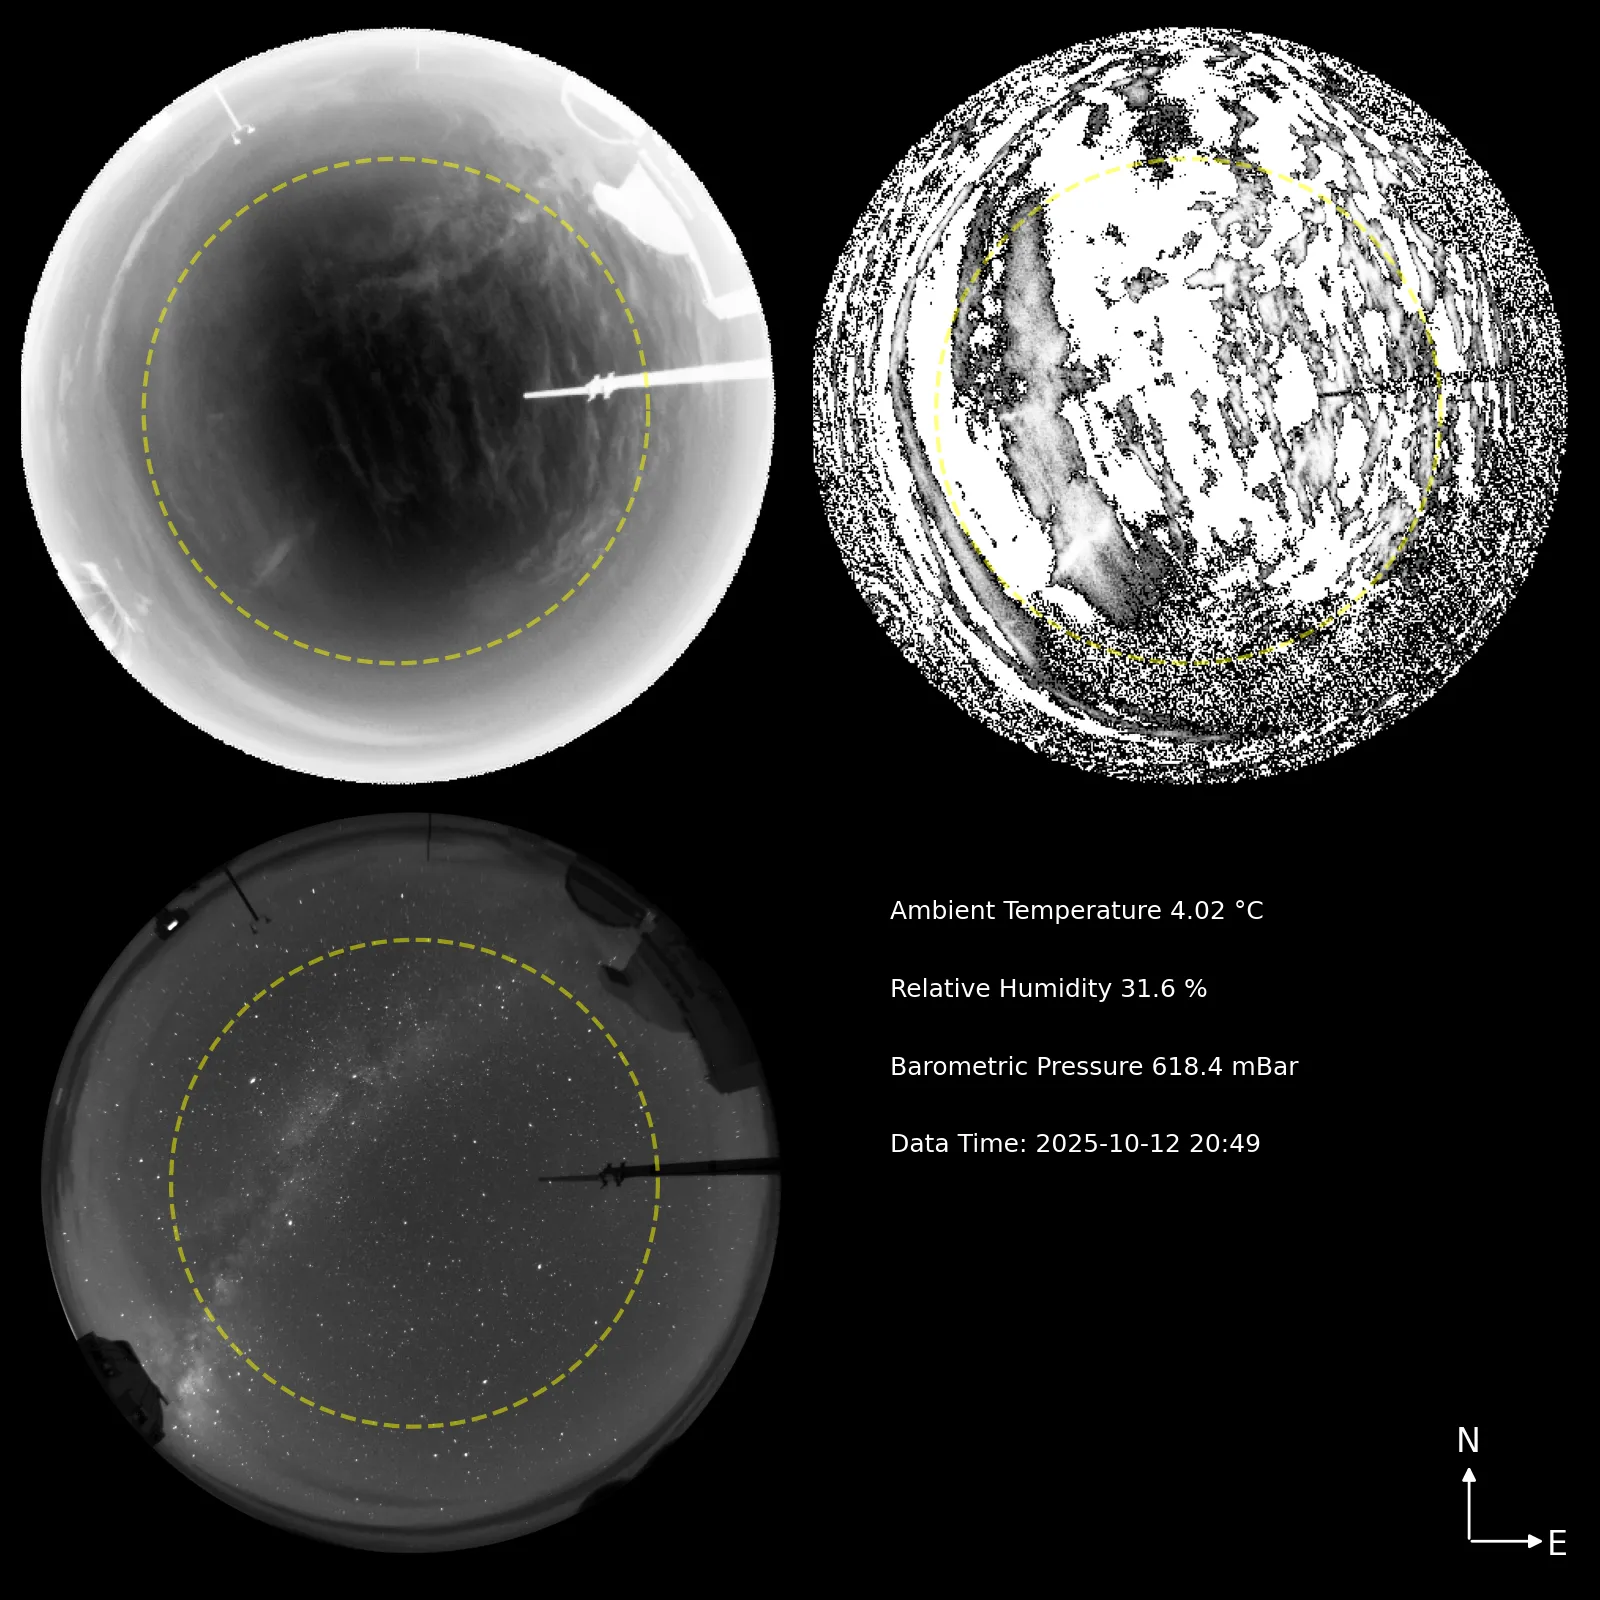 Ambient Temperature 4.02 °C
Relative Humidity 31.6 %
Barometric Pressure 618.4 mBar
Data Time: 2025-10-12 20:49
N
E